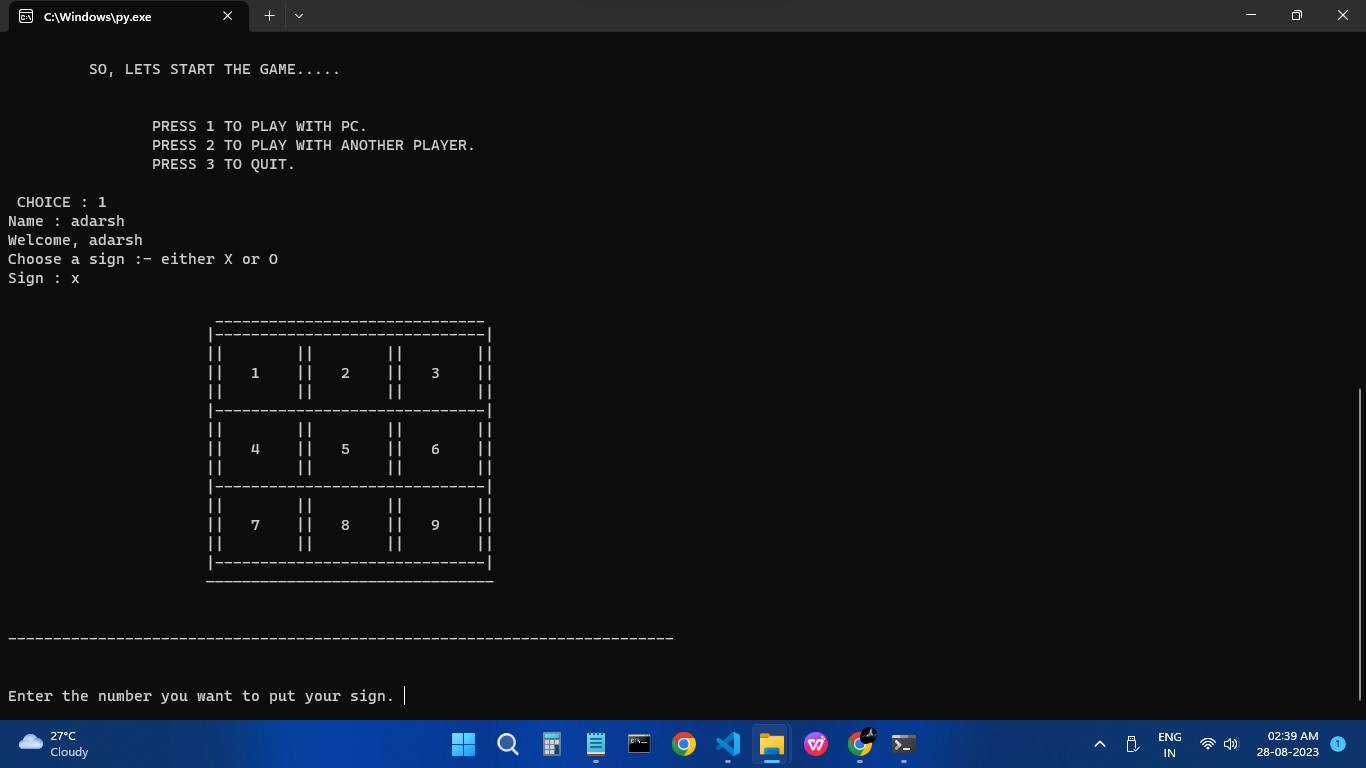 C:\Windows\py.exe
SO, LETS START THE GAME.....
PRESS 1 TO PLAY WITH PC.
PRESS 2 TO PLAY WITH ANOTHER PLAYER.
PRESS 3 TO QUIT.
CHOICE : 1
Name : adarsh
Welcome, adarsh
Choose a sign :- either X or O
Sign : x
1 2 3
4 5 6
7 8 9
Enter the number you want to put your sign.
27°C
Cloudy
ENG
IN
02:39 AM
28-08-2023
1